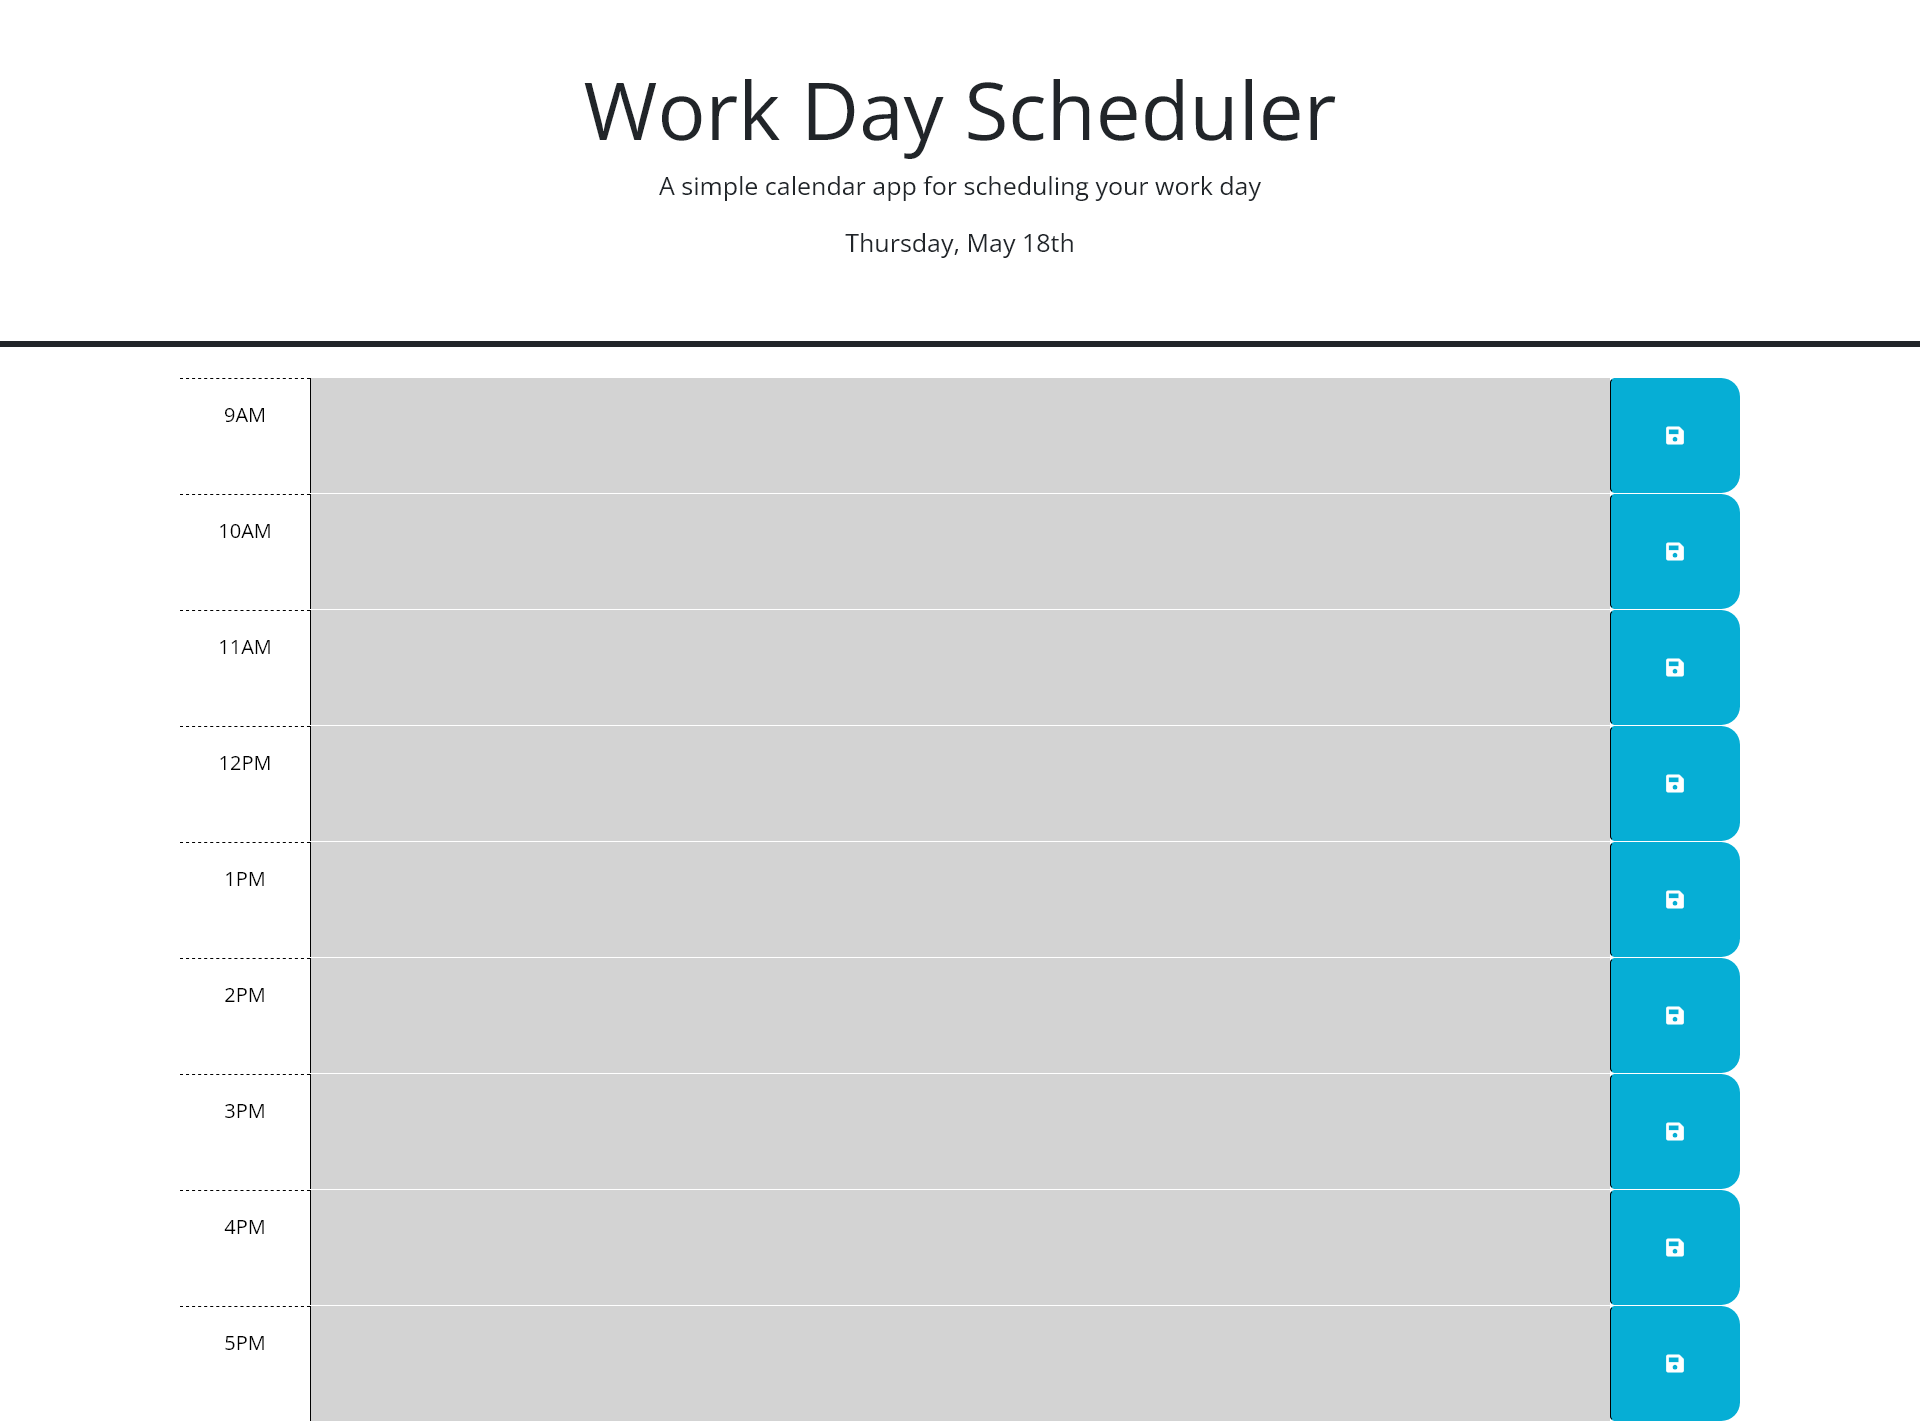 Work Day Scheduler
A simple calendar app for scheduling your work day
Thursday, May 18th
9AM
10AM
11AM
12PM
1PM
2PM
3PM
4PM
5PM